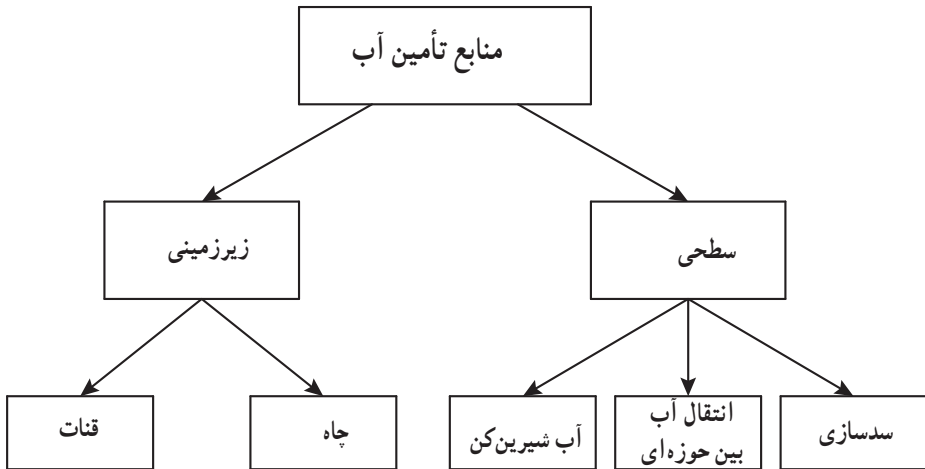 منابع تأمین آب
سطحی
زیرزمینی
سدسازی
انتقال آب
بین حوزه‌ای
آب شیرین‌کن
چاه
قنات